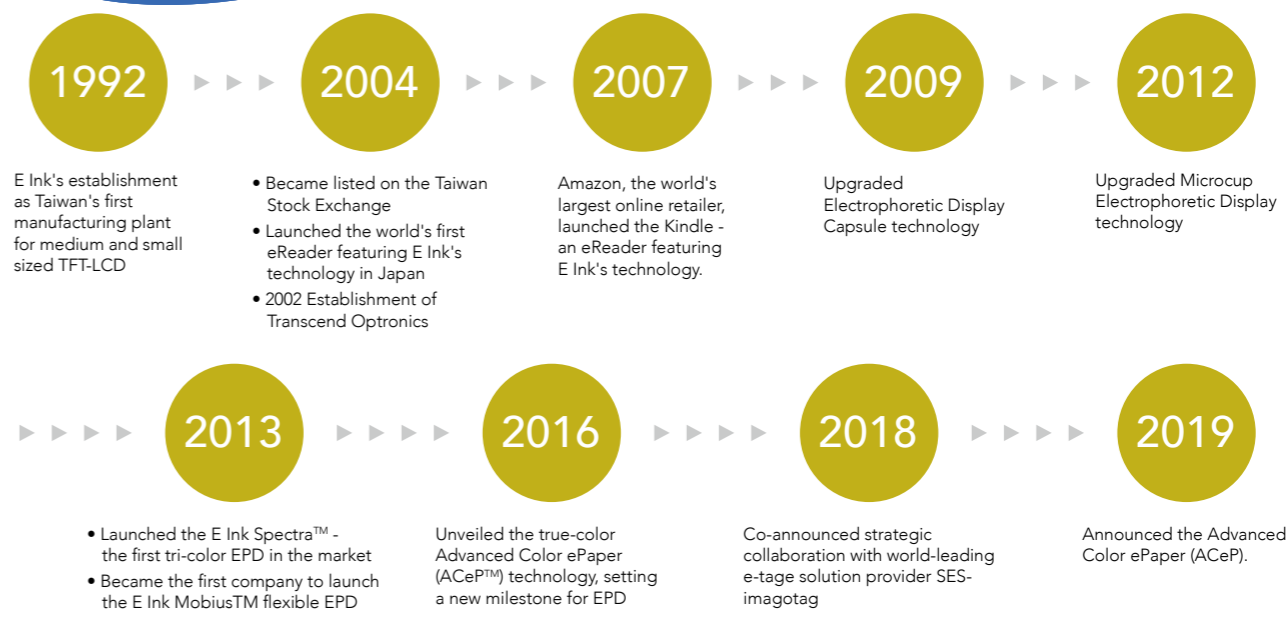 1992
2004
2007
2009
2012
E Ink's establishment
as Taiwan's first
manufacturing plant
for medium and small
sized TFT-LCD
• Became listed on the Taiwan
Stock Exchange
• Launched the world's first
eReader featuring E Ink's
technology in Japan
• 2002 Establishment of
Transcend Optronics
Amazon, the world's
largest online retailer,
launched the Kindle -
an eReader featuring
E Ink's technology.
Upgraded
Electrophoretic Display
Capsule technology
Upgraded Microcup
Electrophoretic Display
technology
2013
2016
2018
2019
• Launched the E Ink Spectra™ -
the first tri-color EPD in the market
• Became the first company to launch
the E Ink MobiusTM flexible EPD
Unveiled the true-color
Advanced Color ePaper
(ACeP™) technology, setting
a new milestone for EPD
Co-announced strategic
collaboration with world-leading
e-tage solution provider SES-
imagotag
Announced the Advanced
Color ePaper (ACeP).